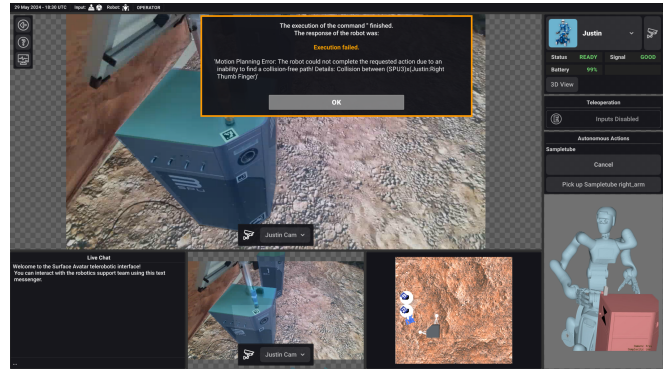 29 May 2024 - 18:30 UTC Input: Robot: OPERATOR
The execution of the command '' finished.
The response of the robot was:
Execution failed.
'Motion Planning Error: The robot could not complete the requested action due to an
inability to find a collision-free path! Details: Collision between (SPU3)x(Justin:Right
Thumb Finger)'
OK
SPU
Justin Cam
Justin
Status READY Signal GOOD
Battery 99%
3D View
Teleoperation
Inputs Disabled
Autonomous Actions
Sampletube
Cancel
Pick up Sampletube right_arm
Live Chat
Welcome to the Surface Avatar telerobotic interface!
You can interact with the robotics support team using this text
messenger.
...
Justin Cam